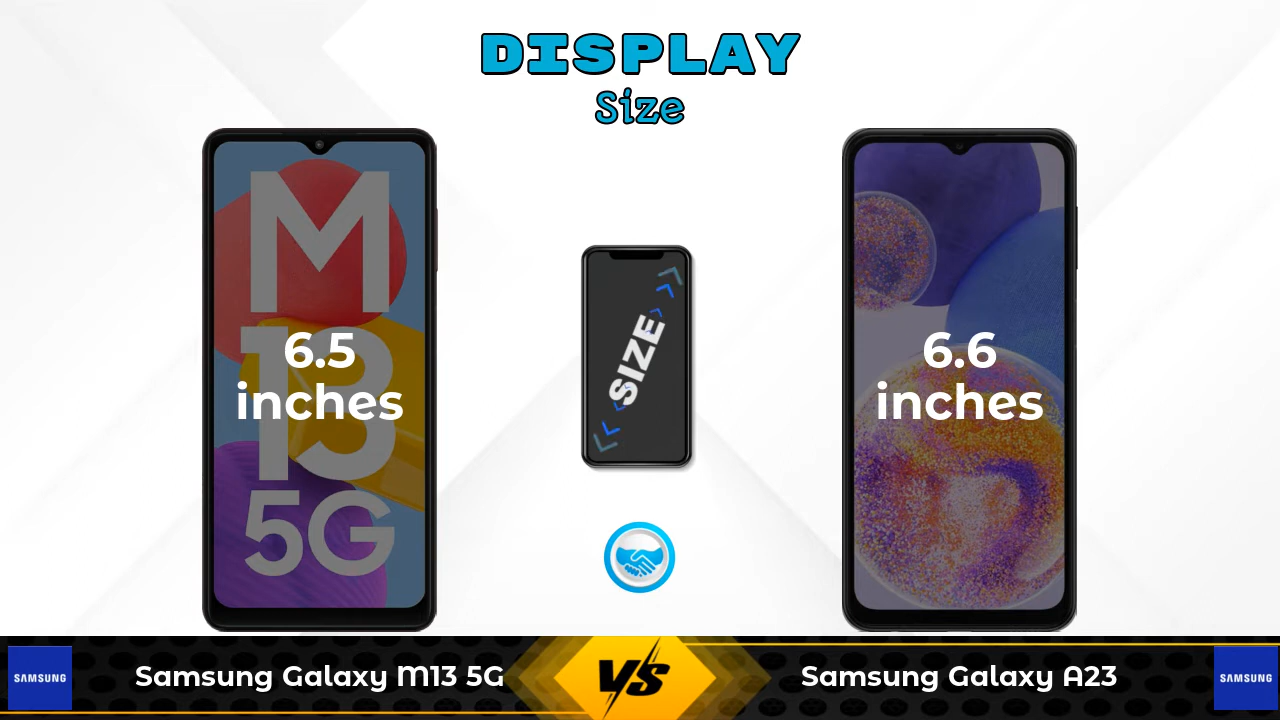 DISPLAY
Size
M
13
5G
6.5
inches
SIZE
6.6
inches
SAMSUNG
Samsung Galaxy M13 5G
VS
Samsung Galaxy A23
SAMSUNG